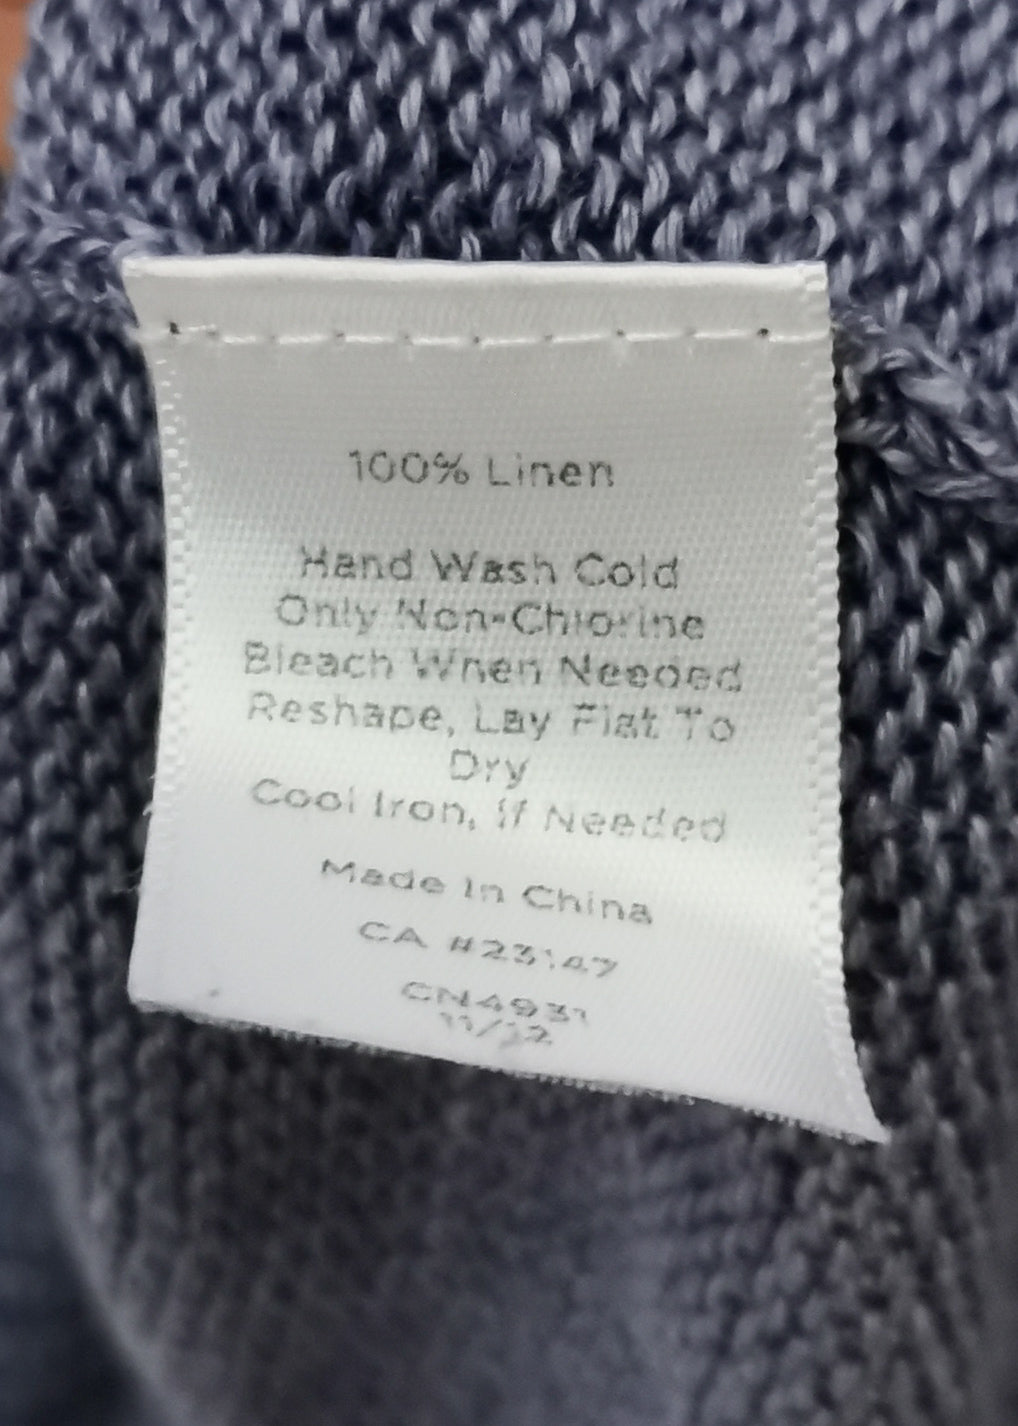 100% Linen
Hand Wash Cold
Only Non-Chlorine
Bleach When Needed
Reshape, Lay Flat To
Dry
Cool Iron, If Needed
Made In China
CA #23147
CN4931
11/12